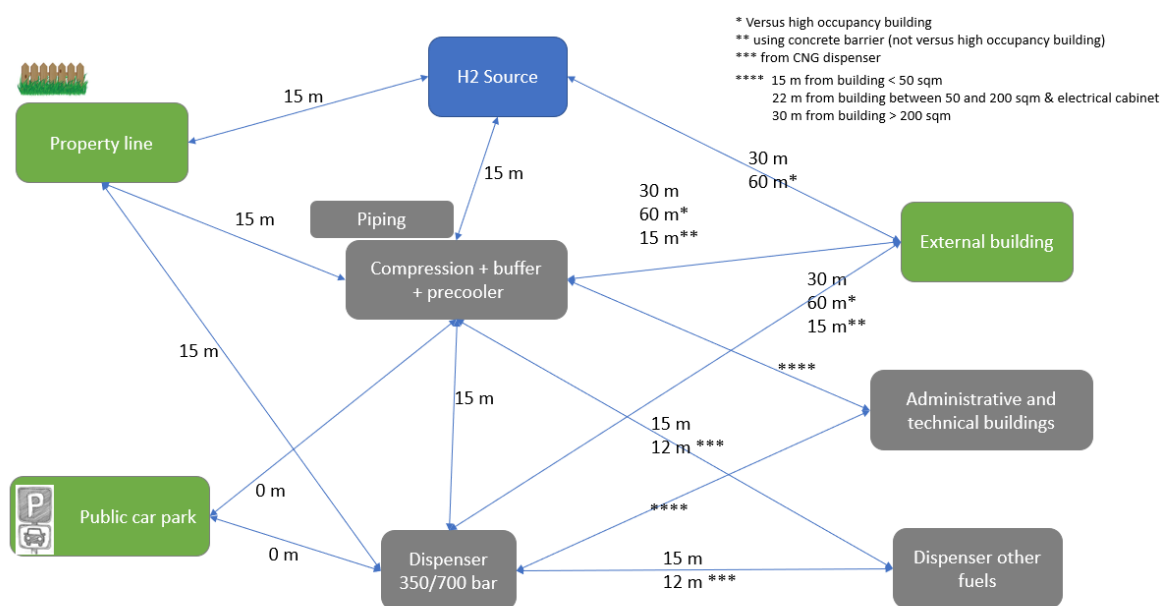 * Versus high occupancy building
** using concrete barrier (not versus high occupancy building)
*** from CNG dispenser
**** 15 m from building < 50 sqm
22 m from building between 50 and 200 sqm & electrical cabinet
30 m from building > 200 sqm
H2 Source
15 m
Property line
15 m
30 m
60 m*
30 m
60 m*
15 m**
Piping
15 m
External building
Compression + buffer
+ precooler
30 m
60 m*
15 m**
15 m
15 m
****
Administrative and
technical buildings
15 m
12 m ***
P
Public car park
0 m
0 m
****
Dispenser
350/700 bar
15 m
12 m ***
Dispenser other
fuels